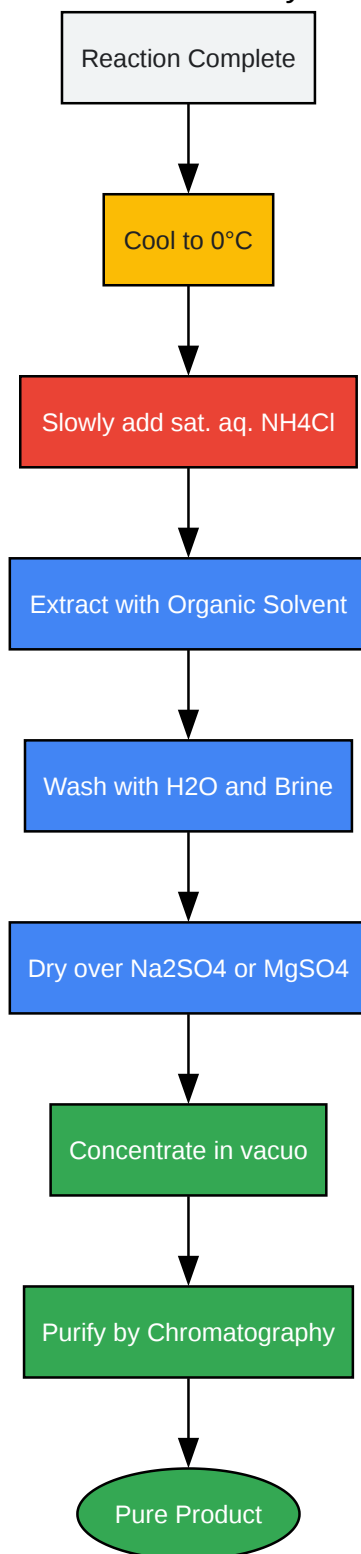 Reaction Complete
Cool to 0°C
Slowly add sat. aq. NH4Cl
Extract with Organic Solvent
Wash with H2O and Brine
Dry over Na2SO4 or MgSO4
Concentrate in vacuo
Purify by Chromatography
Pure Product